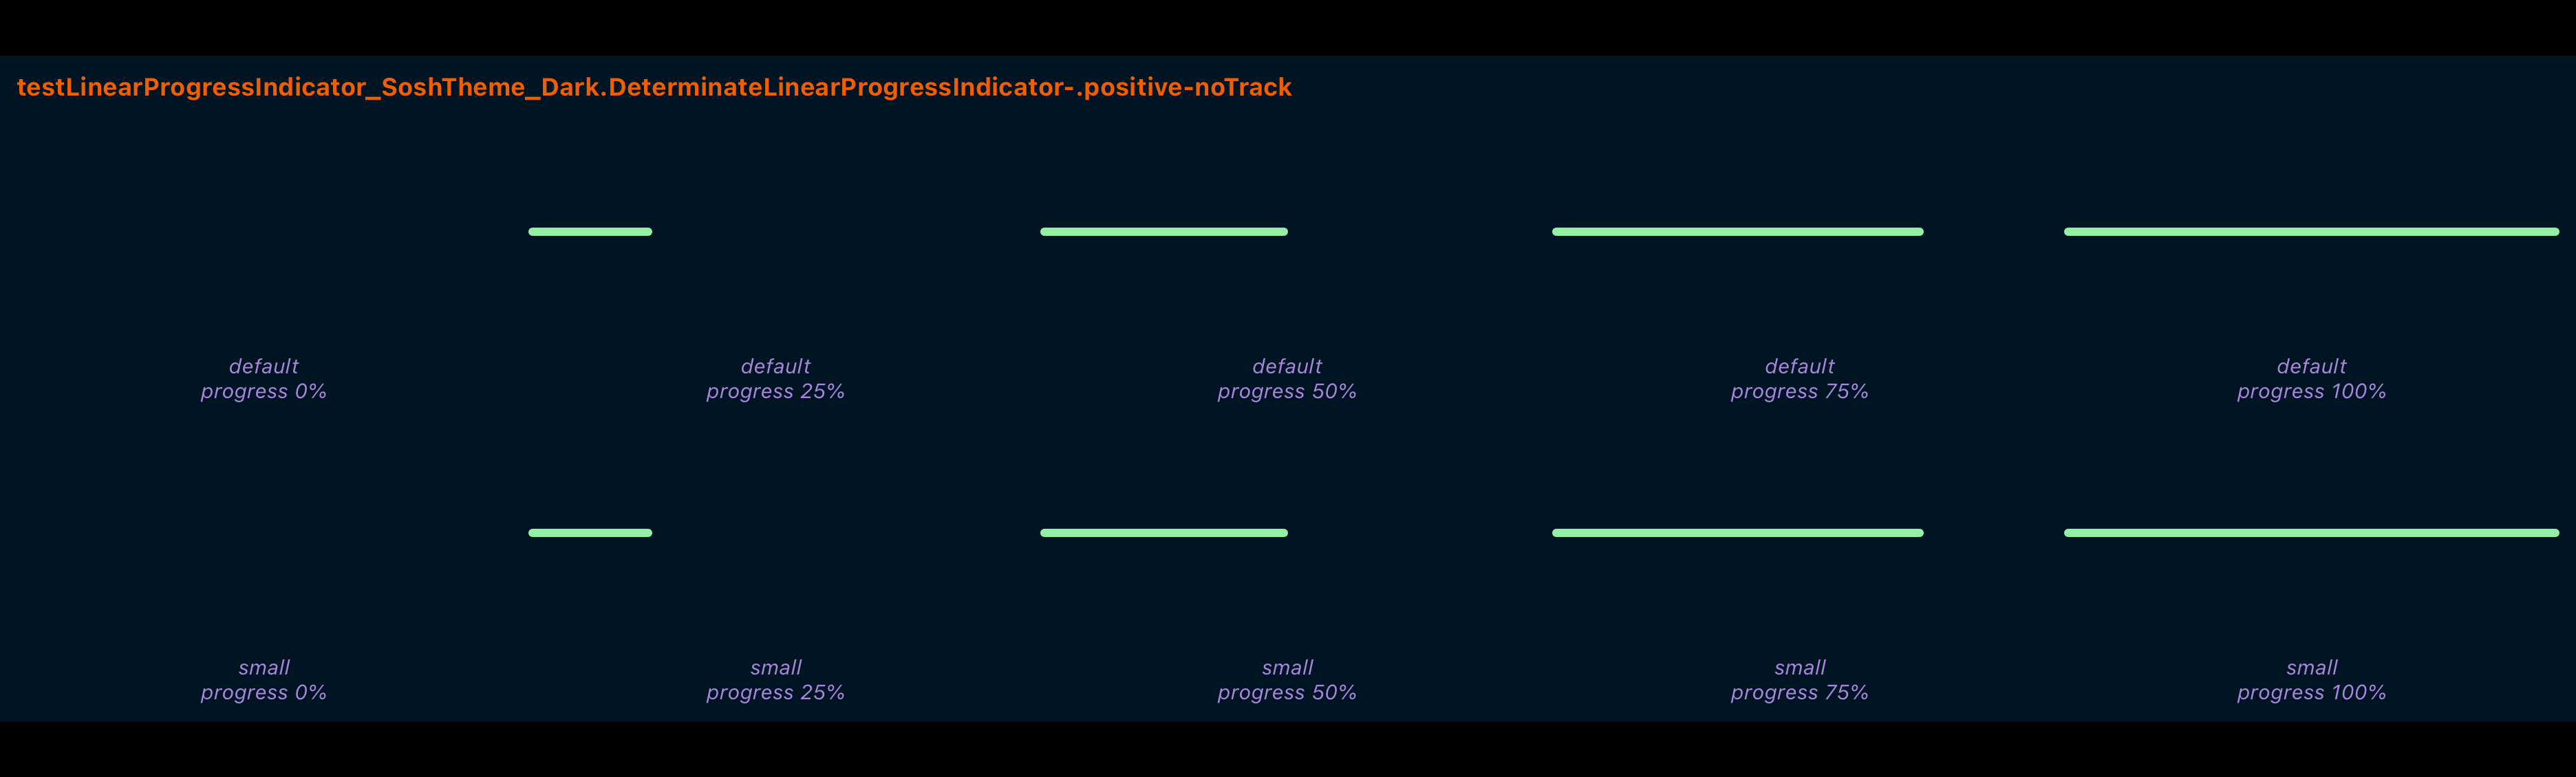 testLinearProgressIndicator_SoshTheme_Dark.DeterminateLinearProgressIndicator-.positive-noTrack
default
progress 0%
default
progress 25%
default
progress 50%
default
progress 75%
default
progress 100%
small
progress 0%
small
progress 25%
small
progress 50%
small
progress 75%
small
progress 100%